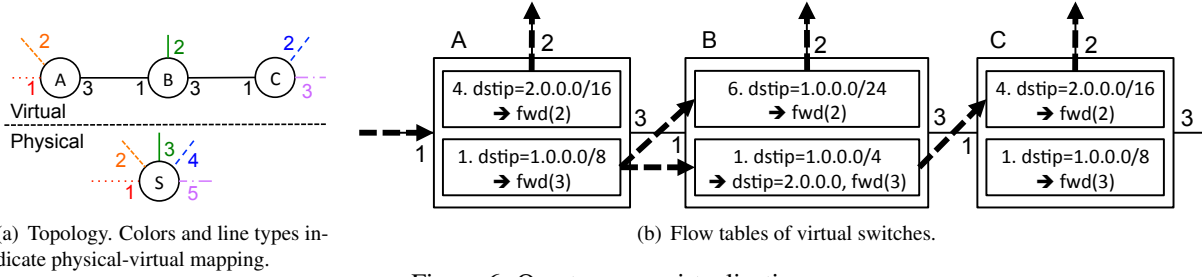 2
2
2
A
B
C
1
3
1
3
1
3
Virtual
Physical
2
3
4
S
1
5
(a) Topology. Colors and line types in-
dicate physical-virtual mapping.
A
2
B
2
C
2
4. dstip=2.0.0.0/16
➔ fwd(2)
6. dstip=1.0.0.0/24
➔ fwd(2)
4. dstip=2.0.0.0/16
➔ fwd(2)
1
3
1
3
1
3
1. dstip=1.0.0.0/8
➔ fwd(3)
1. dstip=1.0.0.0/4
➔ dstip=2.0.0.0, fwd(3)
1. dstip=1.0.0.0/8
➔ fwd(3)
(b) Flow tables of virtual switches.